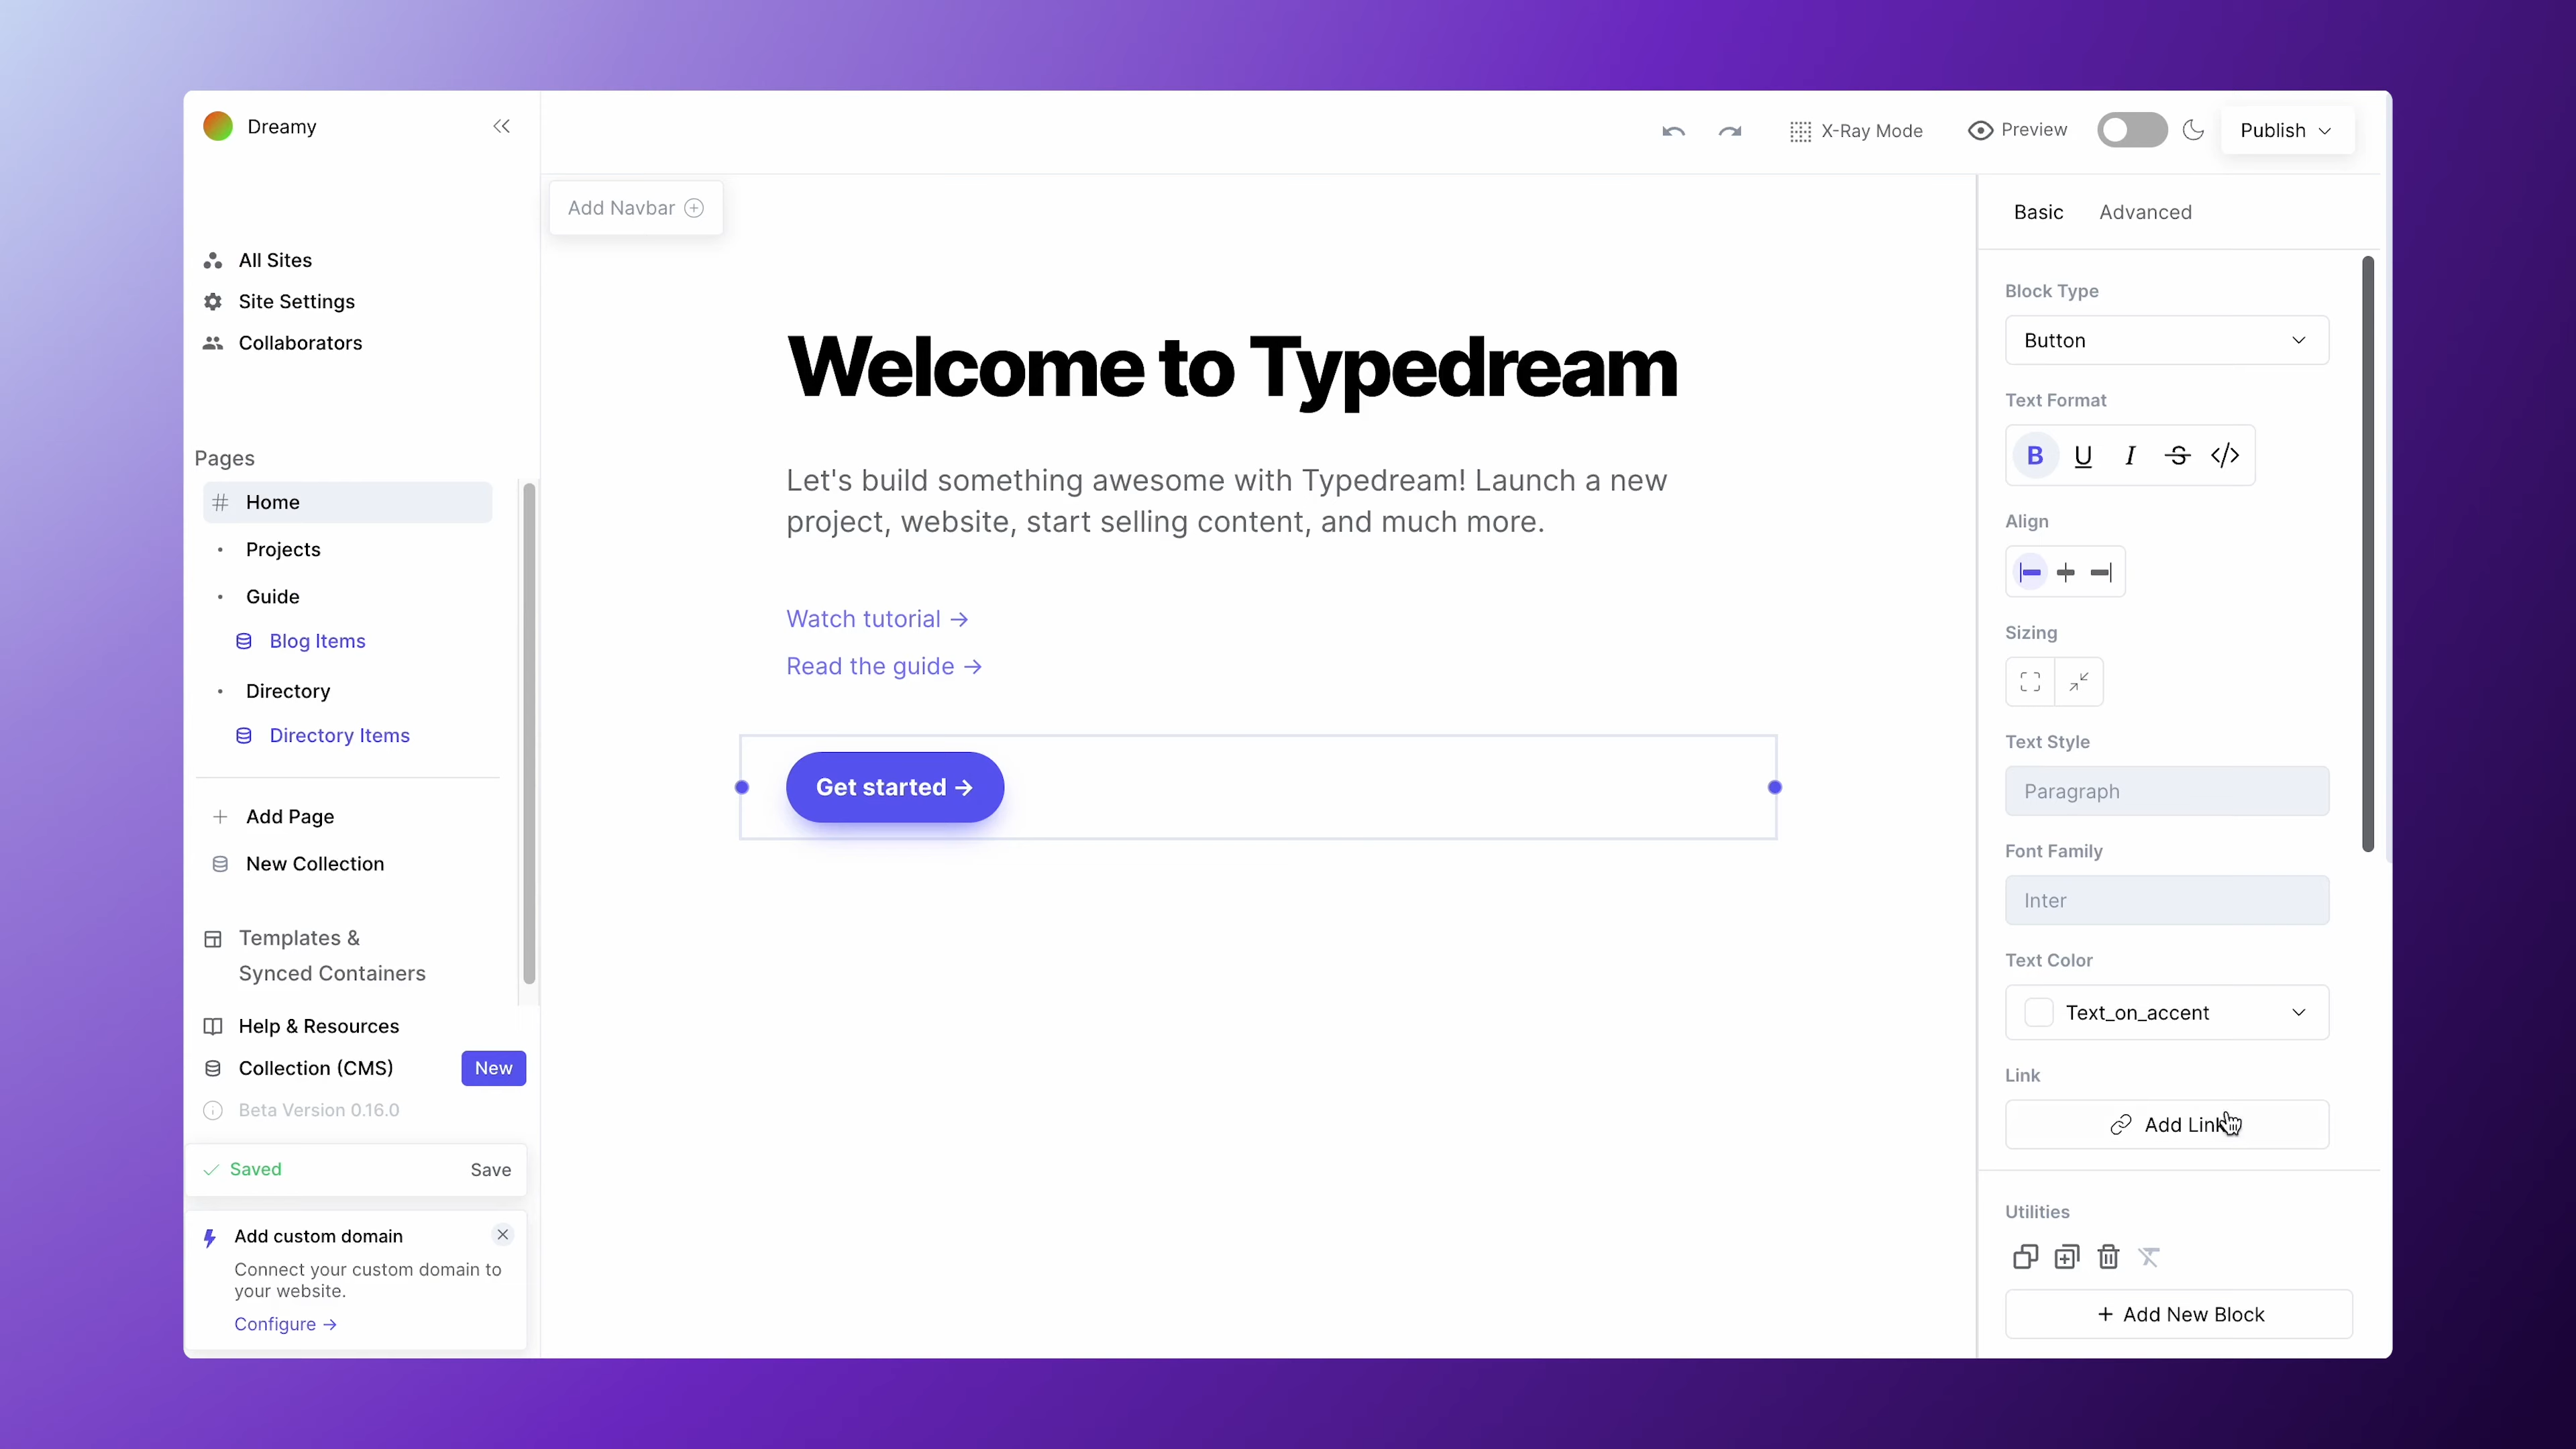 Dreamy
X-Ray Mode
Preview
Publish
Add Navbar
All Sites
Site Settings
Collaborators
Pages
Home
Projects
Guide
Blog Items
Directory
Directory Items
Add Page
New Collection
Templates &
Synced Containers
Help & Resources
Collection (CMS)
New
Beta Version 0.16.0
Saved
Save
Add custom domain
Connect your custom domain to
your website.
Configure →
Welcome to Typedream
Let's build something awesome with Typedream! Launch a new
project, website, start selling content, and much more.
Watch tutorial →
Read the guide →
Get started →
Basic
Advanced
Block Type
Button
Text Format
B U I S </>
Align
Sizing
Text Style
Paragraph
Font Family
Inter
Text Color
Text_on_accent
Link
Add Link
Utilities
+ Add New Block